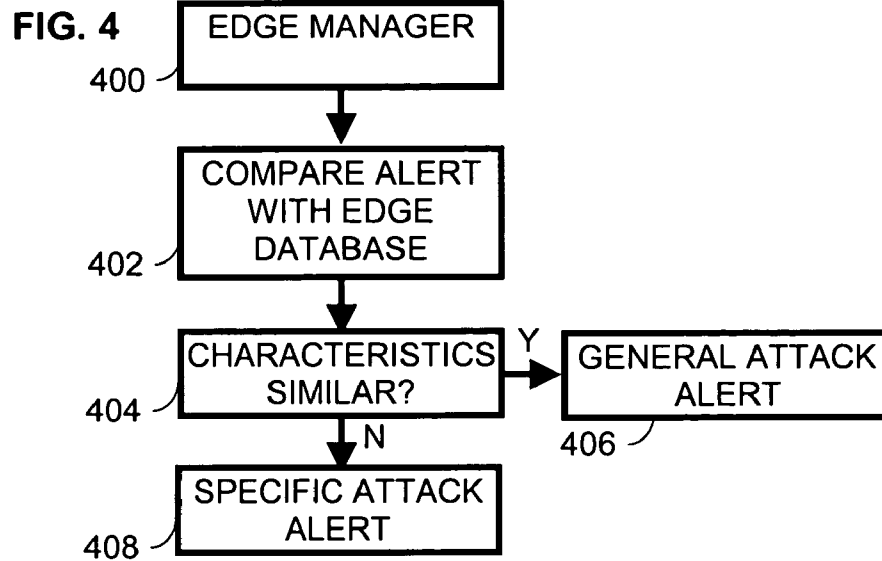 FIG. 4
EDGE MANAGER
400
COMPARE ALERT
WITH EDGE
DATABASE
402
CHARACTERISTICS
SIMILAR?
404
Y
GENERAL ATTACK
ALERT
406
N
SPECIFIC ATTACK
ALERT
408